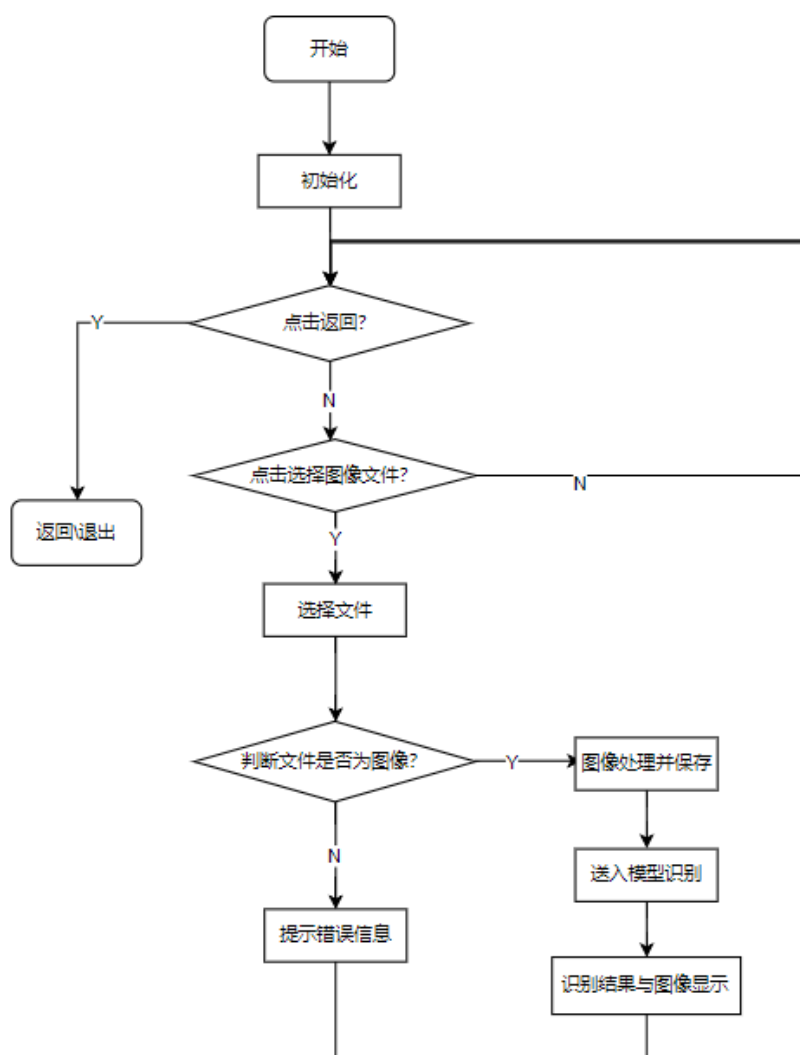 开始
初始化
点击返回?
Y
N
点击选择图像文件?
N
返回\退出
Y
选择文件
判断文件是否为图像?
Y
图像处理并保存
N
送入模型识别
提示错误信息
识别结果与图像显示